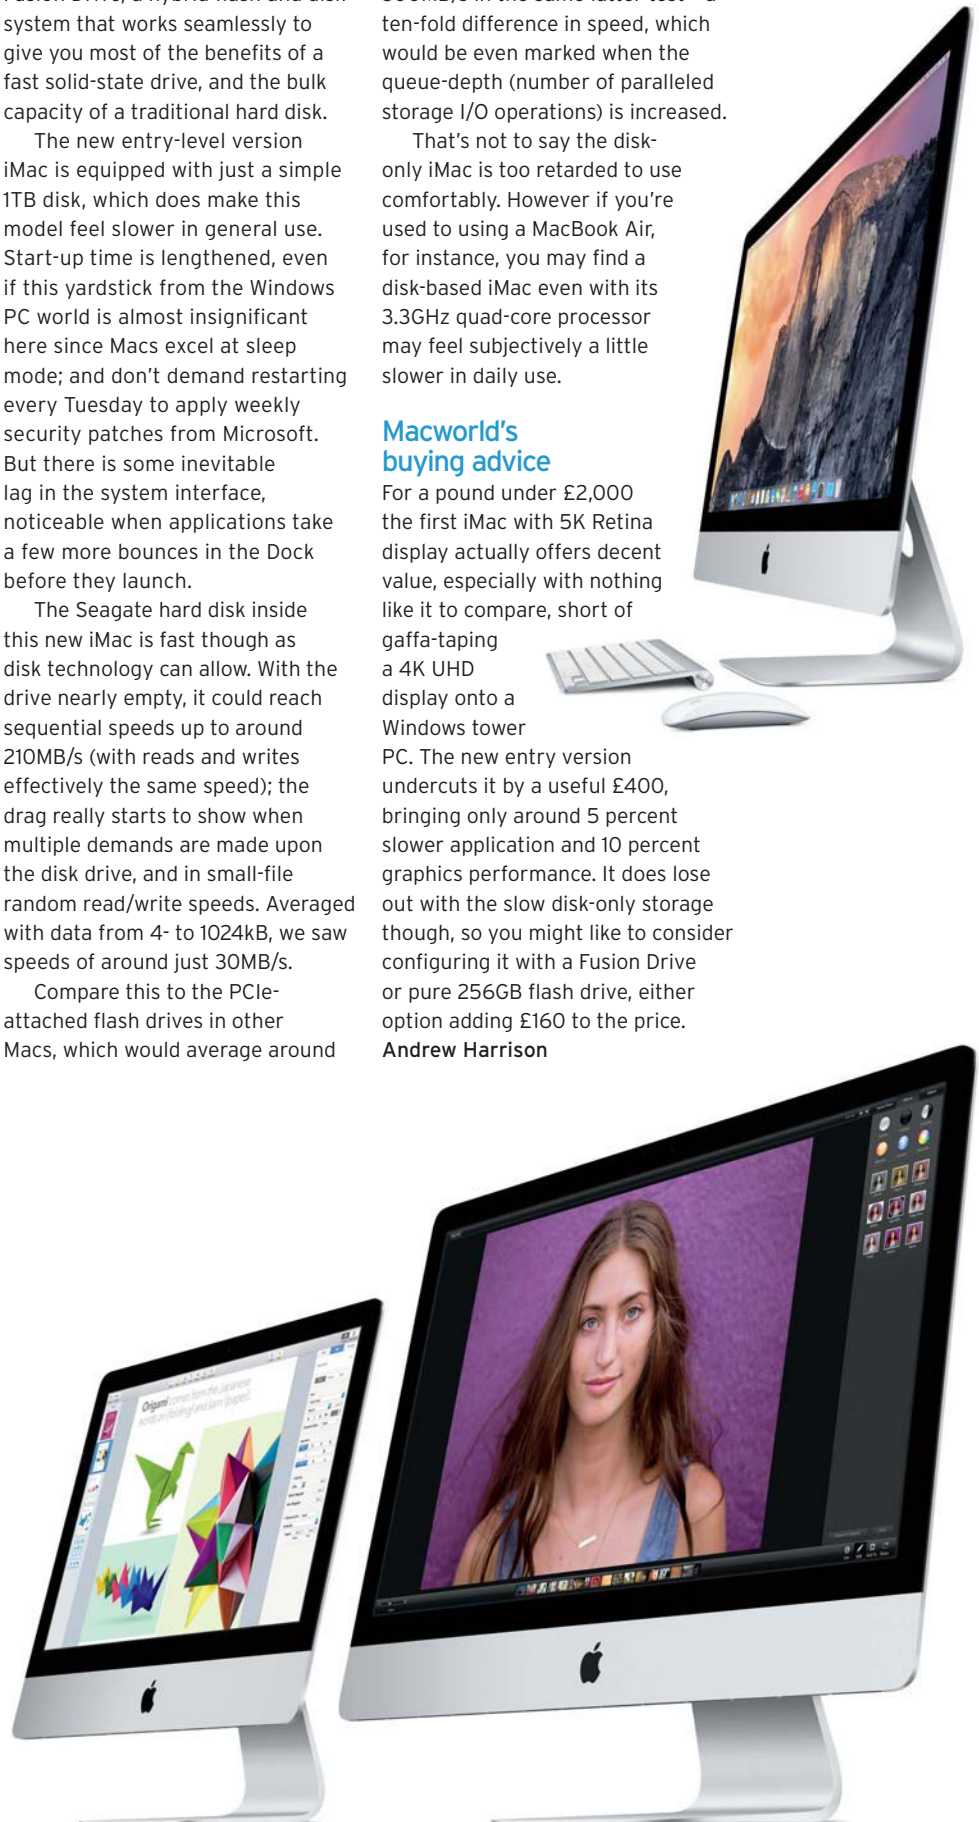 system that works seamlessly to
give you most of the benefits of a
fast solid-state drive, and the bulk
capacity of a traditional hard disk.
The new entry-level version
iMac is equipped with just a simple
1TB disk, which does make this
model feel slower in general use.
Start-up time is lengthened, even
if this yardstick from the Windows
PC world is almost insignificant
here since Macs excel at sleep
mode; and don't demand restarting
every Tuesday to apply weekly
security patches from Microsoft.
But there is some inevitable
lag in the system interface,
noticeable when applications take
a few more bounces in the Dock
before they launch.
The Seagate hard disk inside
this new iMac is fast though as
disk technology can allow. With the
drive nearly empty, it could reach
sequential speeds up to around
210MB/s (with reads and writes
effectively the same speed); the
drag really starts to show when
multiple demands are made upon
the disk drive, and in small-file
random read/write speeds. Averaged
with data from 4- to 1024kB, we saw
speeds of around just 30MB/s.
Compare this to the PCIe-
attached flash drives in other
Macs, which would average around
ten-fold difference in speed, which
would be even marked when the
queue-depth (number of paralleled
storage I/O operations) is increased.
That's not to say the disk-
only iMac is too retarded to use
comfortably. However if you're
used to using a MacBook Air,
for instance, you may find a
disk-based iMac even with its
3.3GHz quad-core processor
may feel subjectively a little
slower in daily use.
Macworld's
buying advice
For a pound under £2,000
the first iMac with 5K Retina
display actually offers decent
value, especially with nothing
like it to compare, short of
gaffa-taping
a 4K UHD
display onto a
Windows tower
PC. The new entry version
undercuts it by a useful £400,
bringing only around 5 percent
slower application and 10 percent
graphics performance. It does lose
out with the slow disk-only storage
though, so you might like to consider
configuring it with a Fusion Drive
or pure 256GB flash drive, either
option adding £160 to the price.
Andrew Harrison
Origami comes from the Japanese
words ori (folding) and kami (paper).